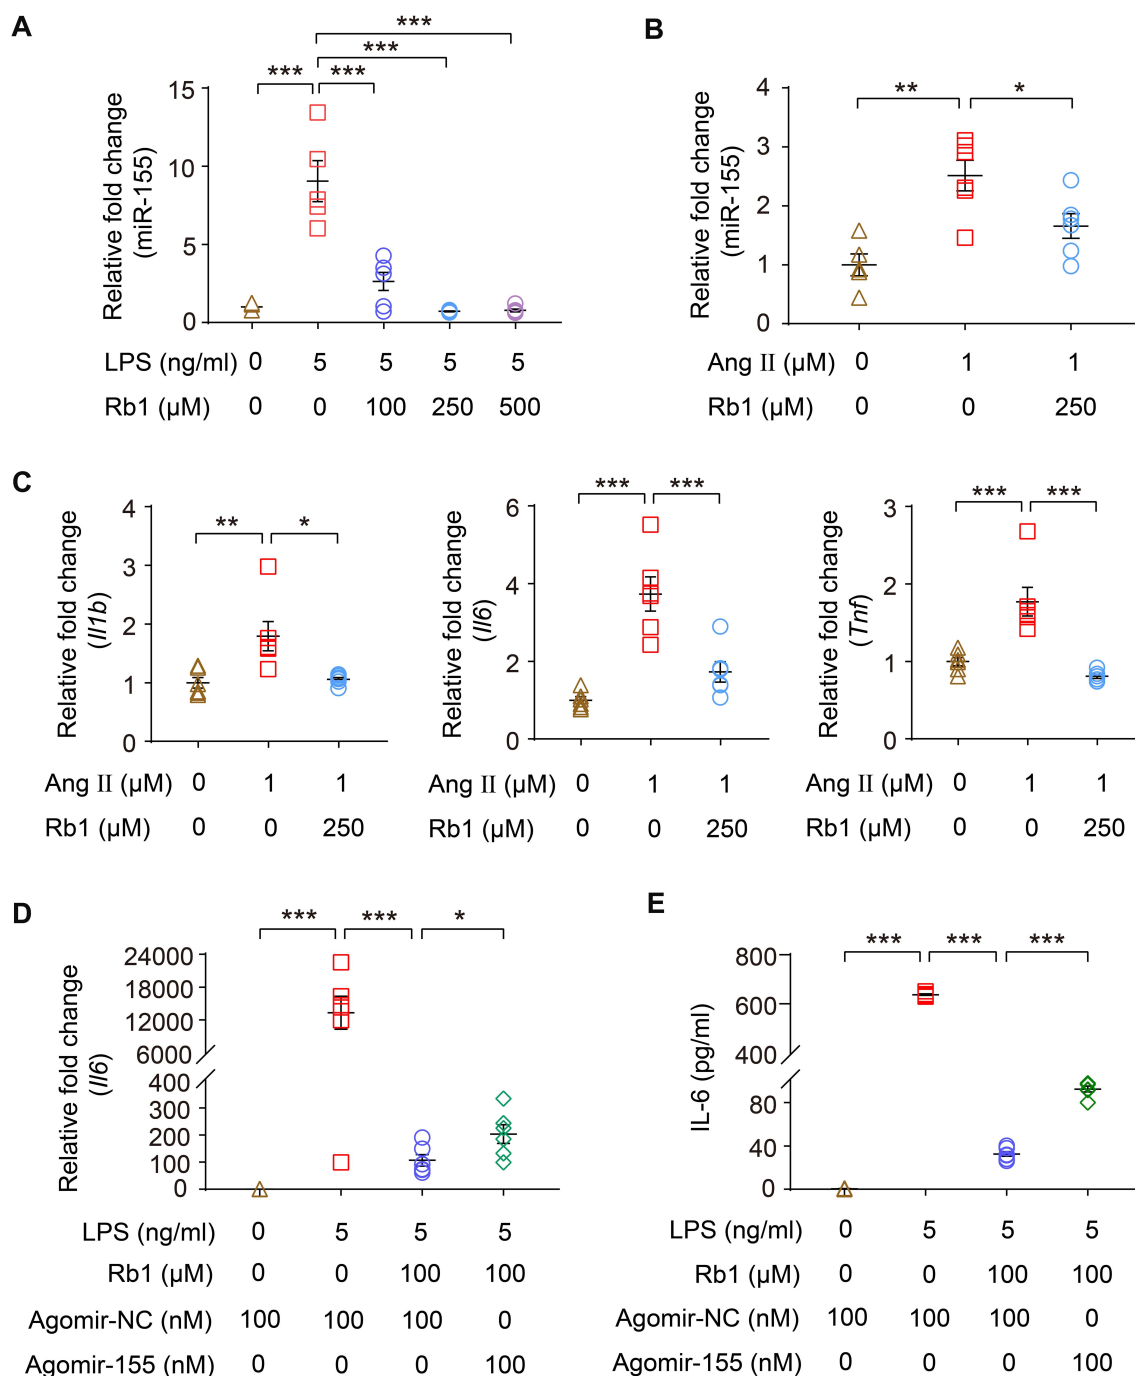 A
***
***
*** ***
15
10
5
0
Relative fold change
(miR-155)
LPS (ng/ml) 0 5 5 5 5
Rb1 (µM) 0 0 100 250 500
B
** *
4
3
2
1
0
Relative fold change
(miR-155)
Ang II (µM) 0 1 1
Rb1 (µM) 0 0 250
C
** *
4
3
2
1
0
Relative fold change
(Il1b)
Ang II (µM) 0 1 1
Rb1 (µM) 0 0 250
*** ***
6
4
2
0
Relative fold change
(Il6)
Ang II (µM) 0 1 1
Rb1 (µM) 0 0 250
*** ***
3
2
1
0
Relative fold change
(Tnf)
Ang II (µM) 0 1 1
Rb1 (µM) 0 0 250
D
*** *** *
24000
18000
12000
6000
400
300
200
100
0
Relative fold change
(Il6)
LPS (ng/ml) 0 5 5 5
Rb1 (µM) 0 0 100 100
Agomir-NC (nM) 100 100 100 0
Agomir-155 (nM) 0 0 0 100
E
*** *** ***
800
600
400
80
40
0
IL-6 (pg/ml)
LPS (ng/ml) 0 5 5 5
Rb1 (µM) 0 0 100 100
Agomir-NC (nM) 100 100 100 0
Agomir-155 (nM) 0 0 0 100